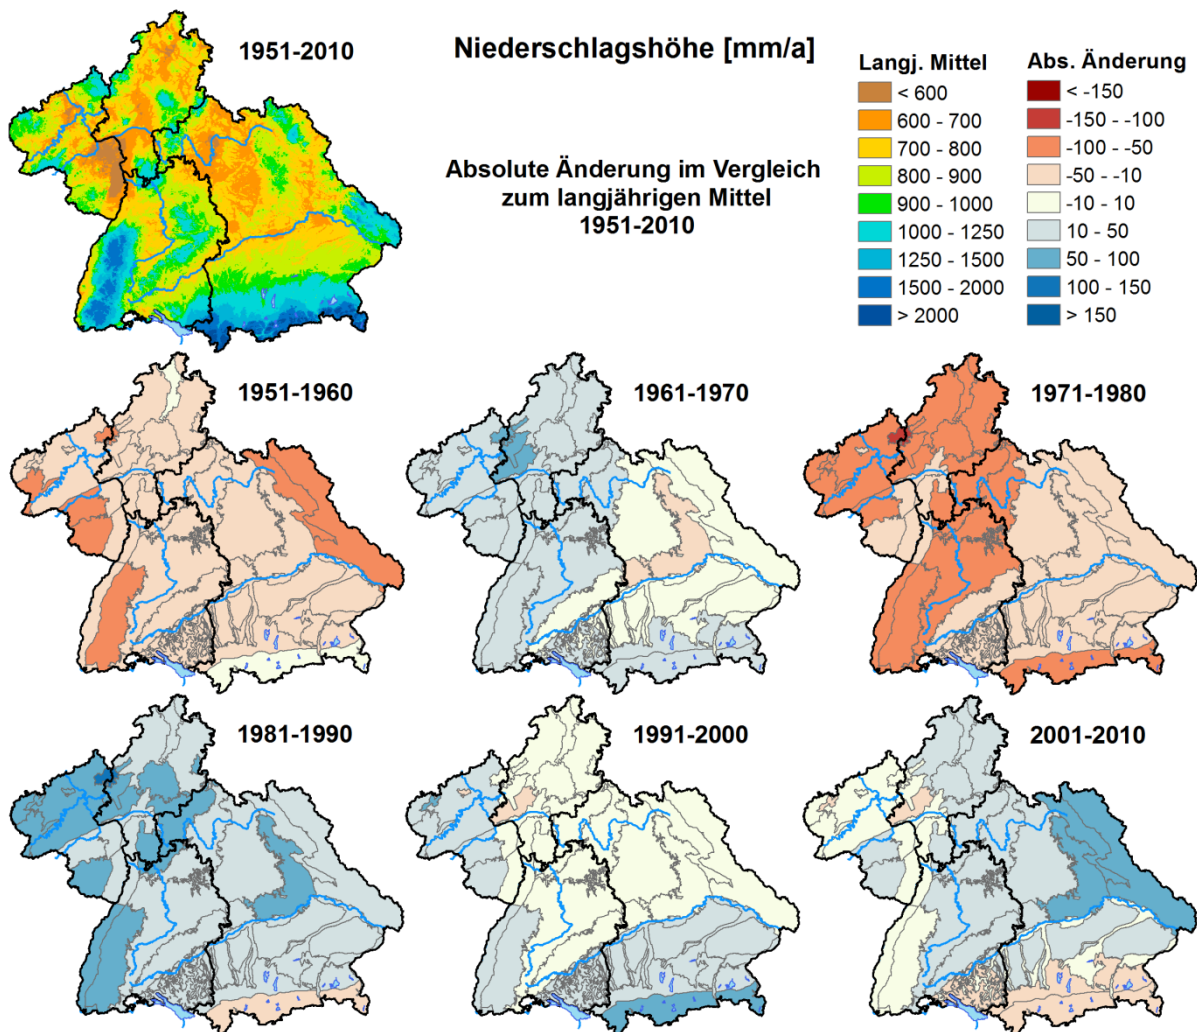 1951-2010
Niederschlagshöhe [mm/a]
Absolute Änderung im Vergleich
zum langjährigen Mittel
1951-2010
Langj. Mittel
< 600
600 - 700
700 - 800
800 - 900
900 - 1000
1000 - 1250
1250 - 1500
1500 - 2000
> 2000
Abs. Änderung
< -150
-150 - -100
-100 - -50
-50 - -10
-10 - 10
10 - 50
50 - 100
100 - 150
> 150
1951-1960
1961-1970
1971-1980
1981-1990
1991-2000
2001-2010